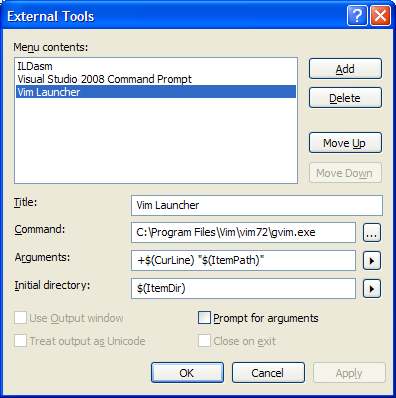 External Tools
Menu contents:
ILDasm
Visual Studio 2008 Command Prompt
Vim Launcher
Add
Delete
Move Up
Move Down
Title:
Vim Launcher
Command:
C:\Program Files\Vim\vim72\gvim.exe
...
Arguments:
+$(CurLine) "$(ItemPath)"
Initial directory:
$(ItemDir)
Use Output window
Prompt for arguments
Treat output as Unicode
Close on exit
OK
Cancel
Apply